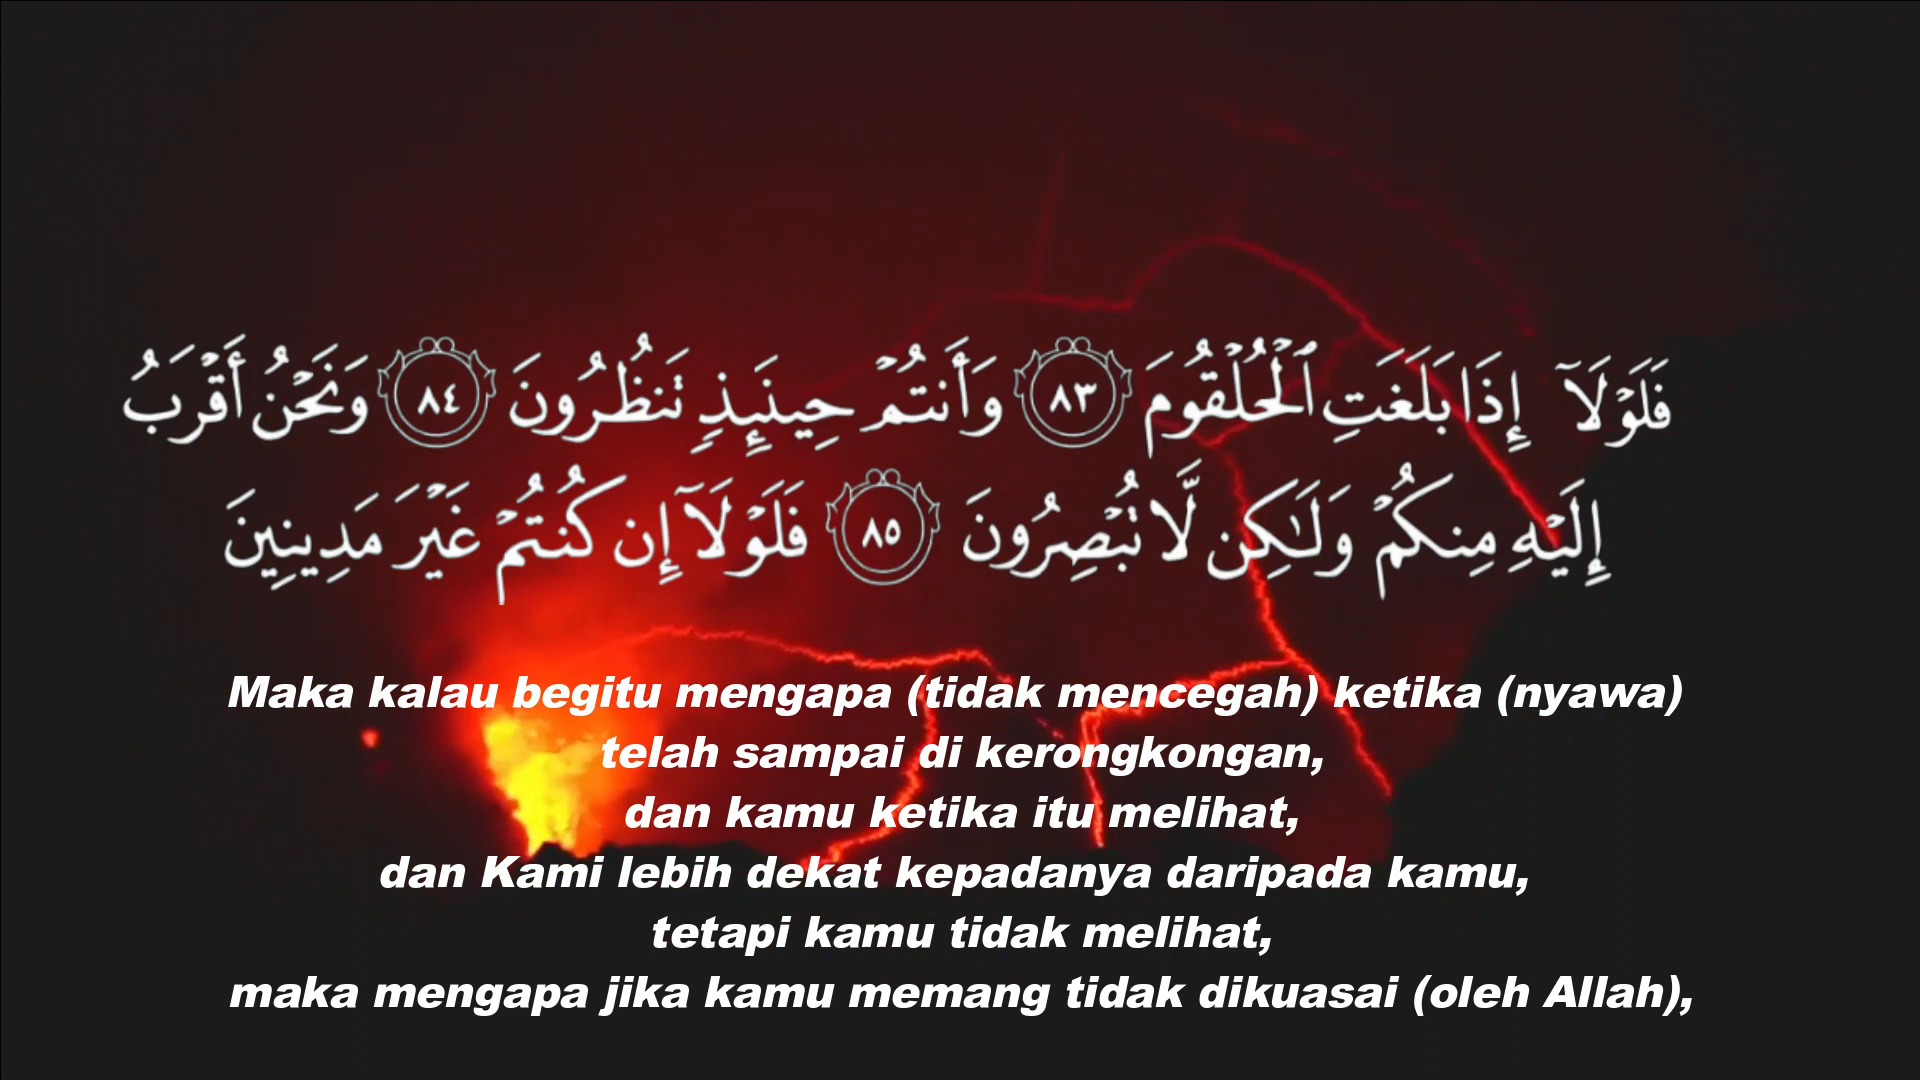 فَلَوْلَآ إِذَا بَلَغَتِ ٱلْحُلْقُومَ ٨٣ وَأَنتُمْ حِينَئِذٍ تَنظُرُونَ ٨٤ وَنَحْنُ أَقْرَبُ
إِلَيْهِ مِنكُمْ وَلَـٰكِن لَّا تُبْصِرُونَ ٨٥ فَلَوْلَآ إِن كُنتُمْ غَيْرَ مَدِينِينَ
Maka kalau begitu mengapa (tidak mencegah) ketika (nyawa)
telah sampai di kerongkongan,
dan kamu ketika itu melihat,
dan Kami lebih dekat kepadanya daripada kamu,
tetapi kamu tidak melihat,
maka mengapa jika kamu memang tidak dikuasai (oleh Allah),